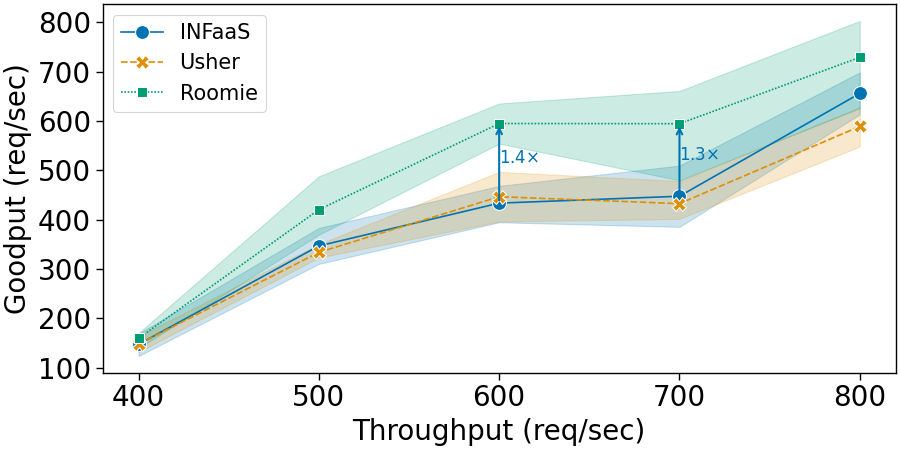 Goodput (req/sec)
800
700
600
500
400
300
200
100
INFaaS
Usher
Roomie
1.4×
1.3×
400 500 600 700 800
Throughput (req/sec)